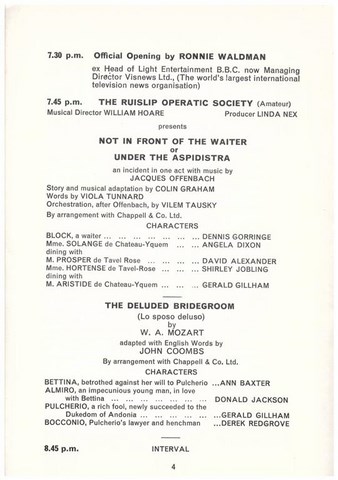 7.30 p.m. Official Opening by RONNIE WALDMAN
ex Head of Light Entertainment B.B.C. now Managing
Director Visnews Ltd., (The world's largest international
television news organisation)
7.45 p.m. THE RUISLIP OPERATIC SOCIETY (Amateur)
Musical Director WILLIAM HOARE Producer LINDA NEX
presents
NOT IN FRONT OF THE WAITER
or
UNDER THE ASPIDISTRA
an incident in one act with music by
JACQUES OFFENBACH
Story and musical adaptation by COLIN GRAHAM
Words by VIOLA TUNNARD
Orchestration, after Offenbach, by VILEM TAUSKY
By arrangement with Chappell & Co. Ltd.
CHARACTERS
BLOCK, a waiter ... ... ... ... ... ... ... DENNIS GORRINGE
Mme. SOLANGE de Chateau-Yquem ... ... ANGELA DIXON
dining with
M. PROSPER de Tavel Rose ... ... ... ... DAVID ALEXANDER
Mme. HORTENSE de Tavel-Rose ... ... ... SHIRLEY JOBLING
dining with
M. ARISTIDE de Chateau-Yquem ... ... ... GERALD GILLHAM
THE DELUDED BRIDEGROOM
(Lo sposo deluso)
by
W. A. MOZART
adapted with English Words by
JOHN COOMBS
By arrangement with Chappell & Co. Ltd.
CHARACTERS
BETTINA, betrothed against her will to Pulcherio ...ANN BAXTER
ALMIRO, an impecunious young man, in love
with Bettina ... ... ... ... ... ... DONALD JACKSON
PULCHERIO, a rich fool, newly succeeded to the
Dukedom of Andonia ... ... ... ...GERALD GILLHAM
BOCCONIO, Pulcherio's lawyer and henchman ...DEREK REDGROVE
8.45 p.m. INTERVAL
4